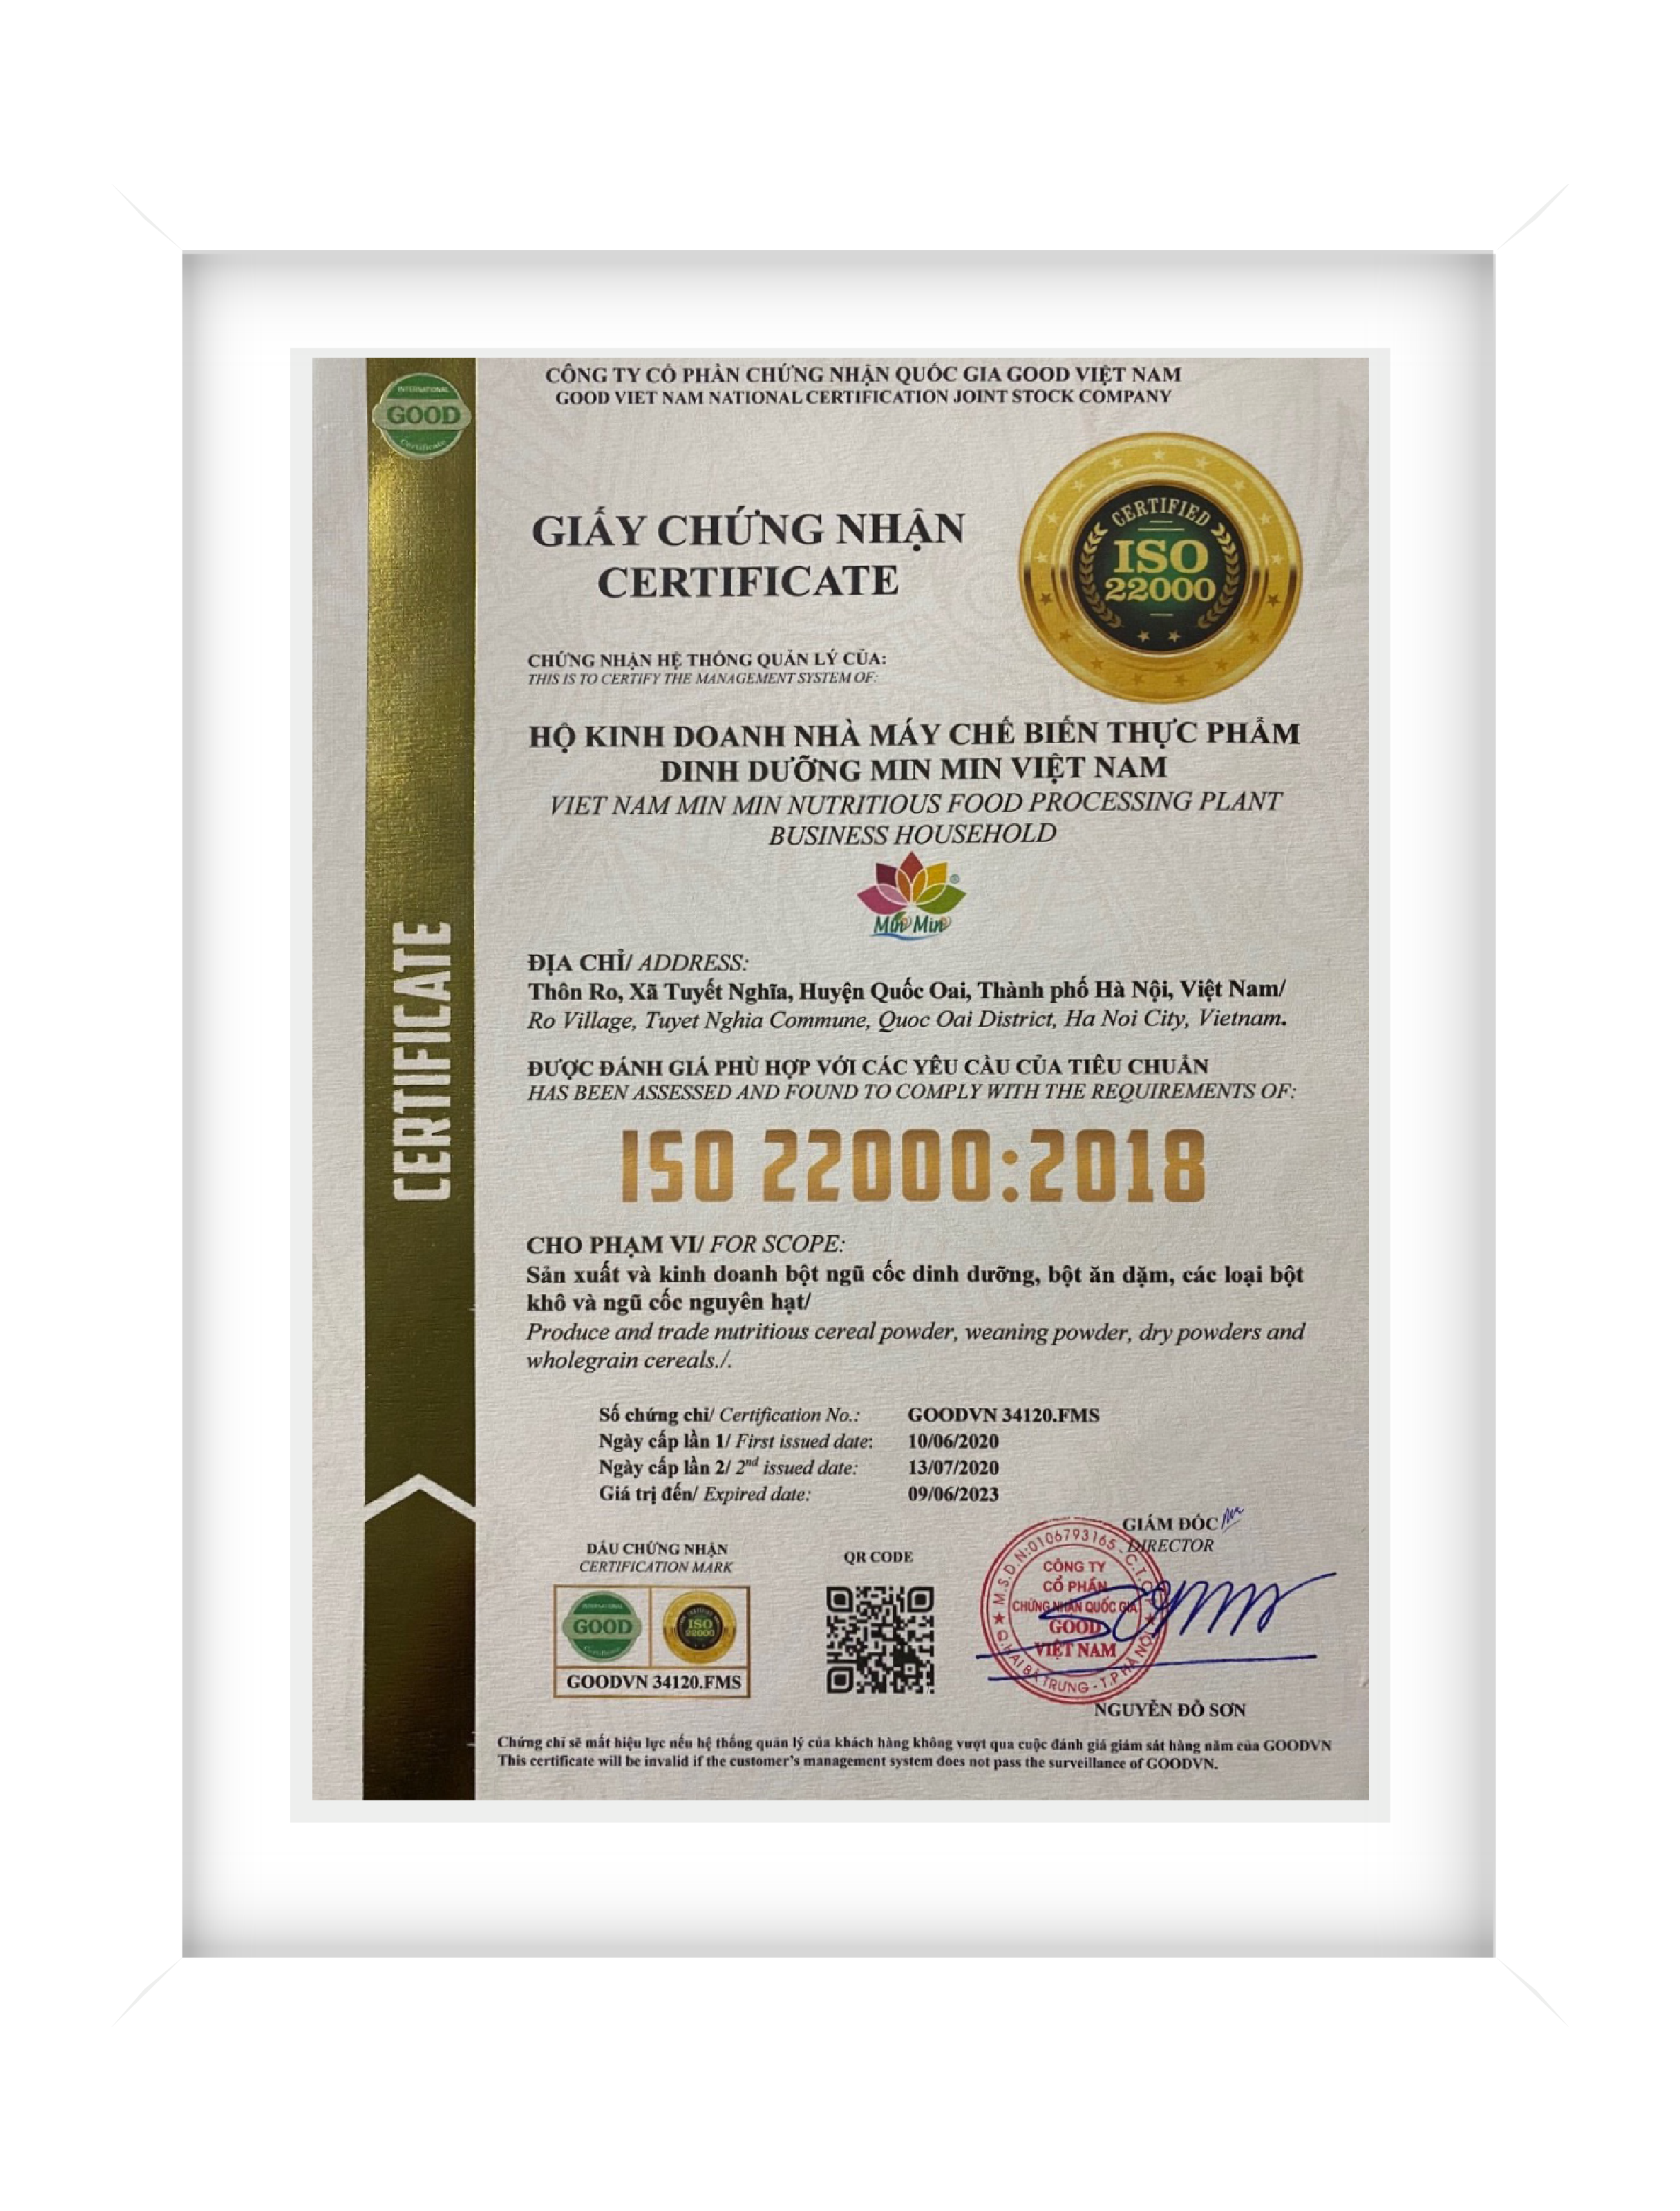 CÔNG TY CỔ PHẦN CHỨNG NHẬN QUỐC GIA GOOD VIỆT NAM
GOOD VIET NAM NATIONAL CERTIFICATION JOINT STOCK COMPANY
INTERNATIONAL
GOOD
Certificate
GIẤY CHỨNG NHẬN
CERTIFICATE
CERTIFIED
ISO
22000
CHỨNG NHẬN HỆ THỐNG QUẢN LÝ CỦA:
THIS IS TO CERTIFY THE MANAGEMENT SYSTEM OF:
HỘ KINH DOANH NHÀ MÁY CHẾ BIẾN THỰC PHẨM
DINH DƯỠNG MIN MIN VIỆT NAM
VIET NAM MIN MIN NUTRITIOUS FOOD PROCESSING PLANT
BUSINESS HOUSEHOLD
®
Min Min
CERTIFICATE
ĐỊA CHỈ/ ADDRESS:
Thôn Ro, Xã Tuyết Nghĩa, Huyện Quốc Oai, Thành phố Hà Nội, Việt Nam/
Ro Village, Tuyet Nghia Commune, Quoc Oai District, Ha Noi City, Vietnam.
ĐƯỢC ĐÁNH GIÁ PHÙ HỢP VỚI CÁC YÊU CẦU CỦA TIÊU CHUẨN
HAS BEEN ASSESSED AND FOUND TO COMPLY WITH THE REQUIREMENTS OF:
ISO 22000:2018
CHO PHẠM VI/ FOR SCOPE:
Sản xuất và kinh doanh bột ngũ cốc dinh dưỡng, bột ăn dặm, các loại bột
khô và ngũ cốc nguyên hạt/
Produce and trade nutritious cereal powder, weaning powder, dry powders and
wholegrain cereals./.
Số chứng chỉ/ Certification No.: GOODVN 34120.FMS
Ngày cấp lần 1/ First issued date: 10/06/2020
Ngày cấp lần 2/ 2nd issued date: 13/07/2020
Giá trị đến/ Expired date: 09/06/2023
GIÁM ĐỐC
DIRECTOR
DẤU CHỨNG NHẬN
CERTIFICATION MARK
QR CODE
INTERNATIONAL
GOOD
Certificate
CERTIFIED
ISO
22000
GOODVN 34120.FMS
M.S.D.N:0106793165
CÔNG TY
CỔ PHẦN
CHỨNG NHẬN QUỐC GIA
GOOD
VIỆT NAM
Q.HAI BÀ TRƯNG - T.P HÀ NỘI
NGUYỄN ĐỖ SƠN
Chứng chỉ sẽ mất hiệu lực nếu hệ thống quản lý của khách hàng không vượt qua cuộc đánh giá giám sát hàng năm của GOODVN
This certificate will be invalid if the customer's management system does not pass the surveillance of GOODVN.